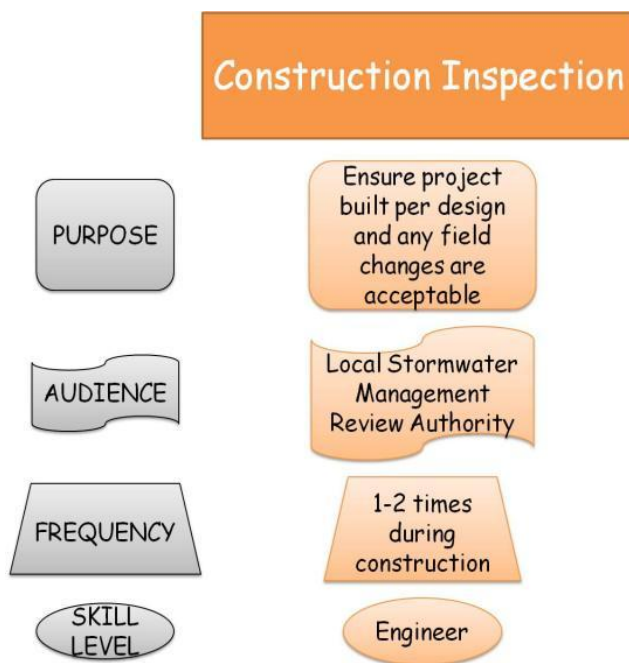 Construction Inspection
PURPOSE
Ensure project
built per design
and any field
changes are
acceptable
AUDIENCE
Local Stormwater
Management
Review Authority
FREQUENCY
1-2 times
during
construction
SKILL
LEVEL
Engineer